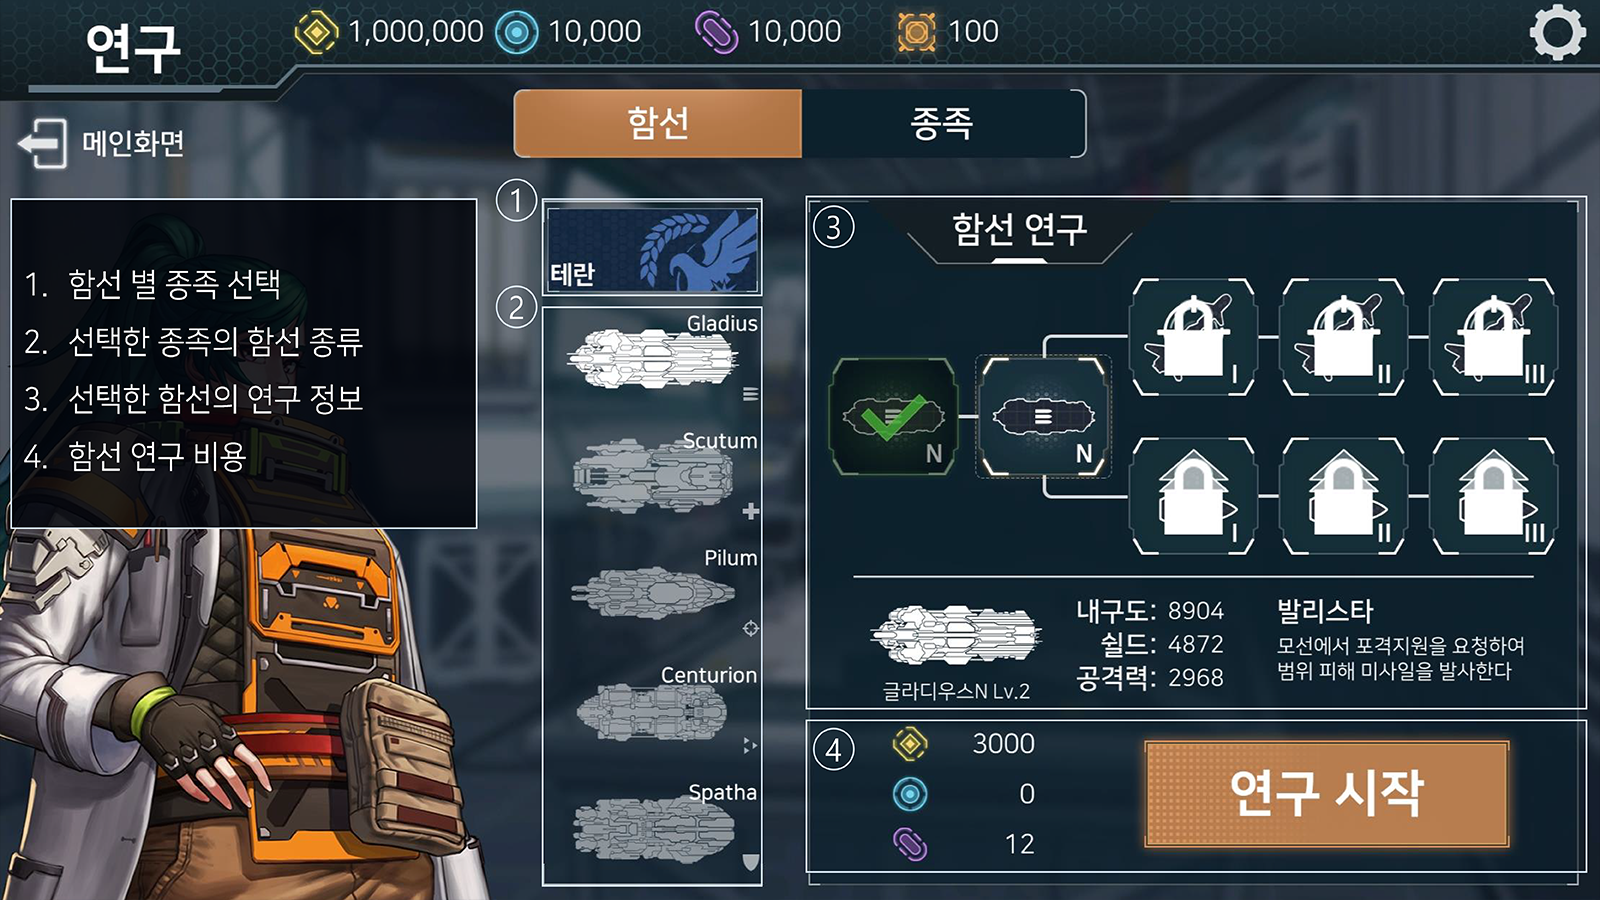 연구
1,000,000
10,000
10,000
100
메인화면
함선
종족
1. 함선 별 종족 선택
2. 선택한 종족의 함선 종류
3. 선택한 함선의 연구 정보
4. 함선 연구 비용
1
테란
2
Gladius
Scutum
Pilum
Centurion
Spatha
3
함선 연구
N
N
I
II
III
I
II
III
글라디우스N Lv.2
내구도: 8904
쉴드: 4872
공격력: 2968
발리스타
모선에서 포격지원을 요청하여
범위 피해 미사일을 발사한다
4
3000
0
12
연구 시작